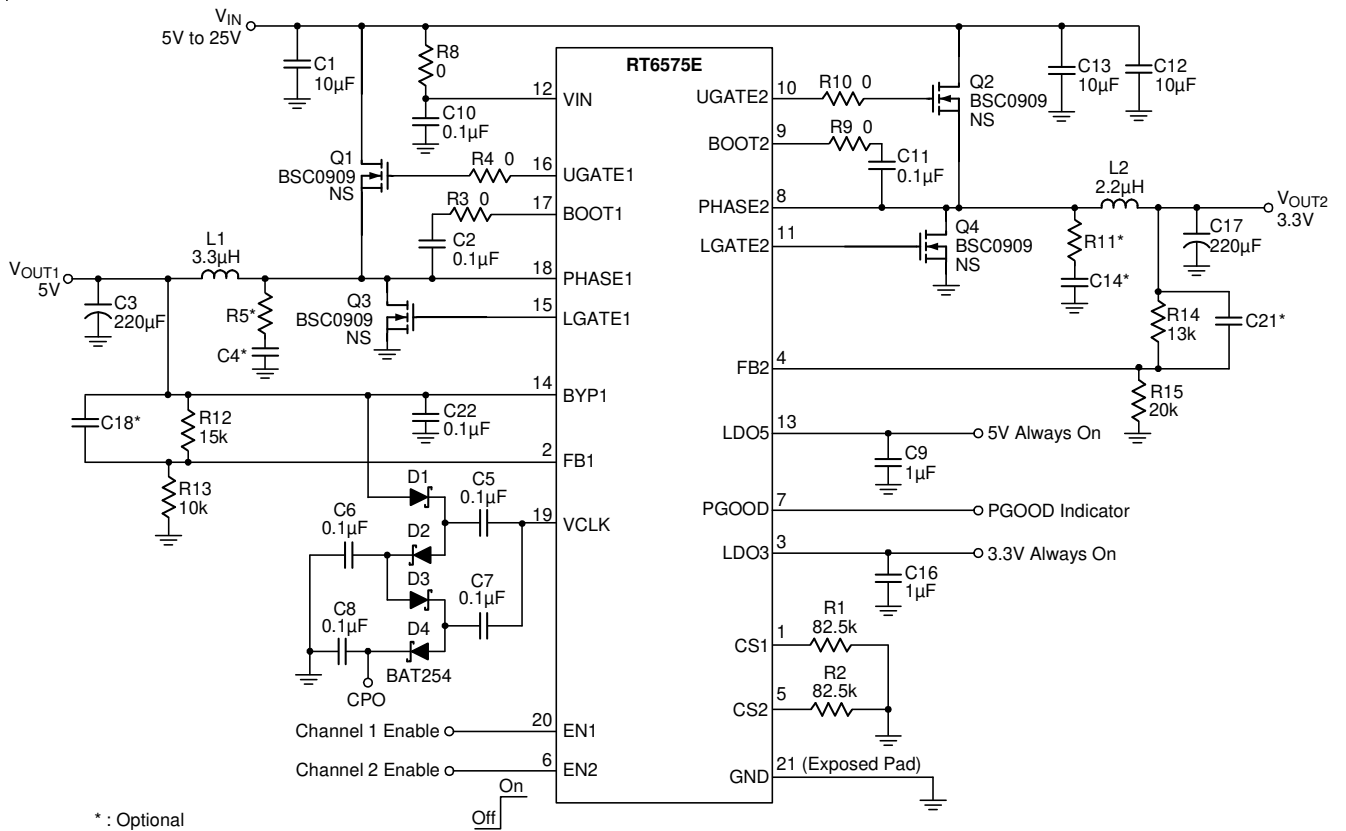 VIN
5V to 25V
C1
10µF
R8
0
C10
0.1µF
12
VIN
RT6575E
UGATE2
10
R10 0
Q2
BSC0909
NS
C13
10µF
C12
10µF
BOOT2
9
R9 0
C11
0.1µF
Q1
BSC0909
NS
R4 0
16
UGATE1
R3 0
17
BOOT1
C2
0.1µF
PHASE2
8
L2
2.2µH
VOUT2
3.3V
LGATE2
11
Q4
BSC0909
NS
R11*
C14*
C17
220µF
L1
3.3µH
VOUT1
5V
18
PHASE1
C3
220µF
R5*
C4*
Q3
BSC0909
NS
15
LGATE1
R14
13k
C21*
FB2
4
R15
20k
14
BYP1
C18*
R12
15k
C22
0.1µF
2
FB1
R13
10k
LDO5
13
5V Always On
C9
1µF
D1
C5
0.1µF
19
VCLK
C6
0.1µF
D2
D3
C7
0.1µF
C8
0.1µF
D4
BAT254
CPO
PGOOD
7
PGOOD Indicator
LDO3
3
3.3V Always On
C16
1µF
CS1
1
R1
82.5k
CS2
5
R2
82.5k
Channel 1 Enable
20
EN1
Channel 2 Enable
6
EN2
GND
21 (Exposed Pad)
On
Off
* : Optional